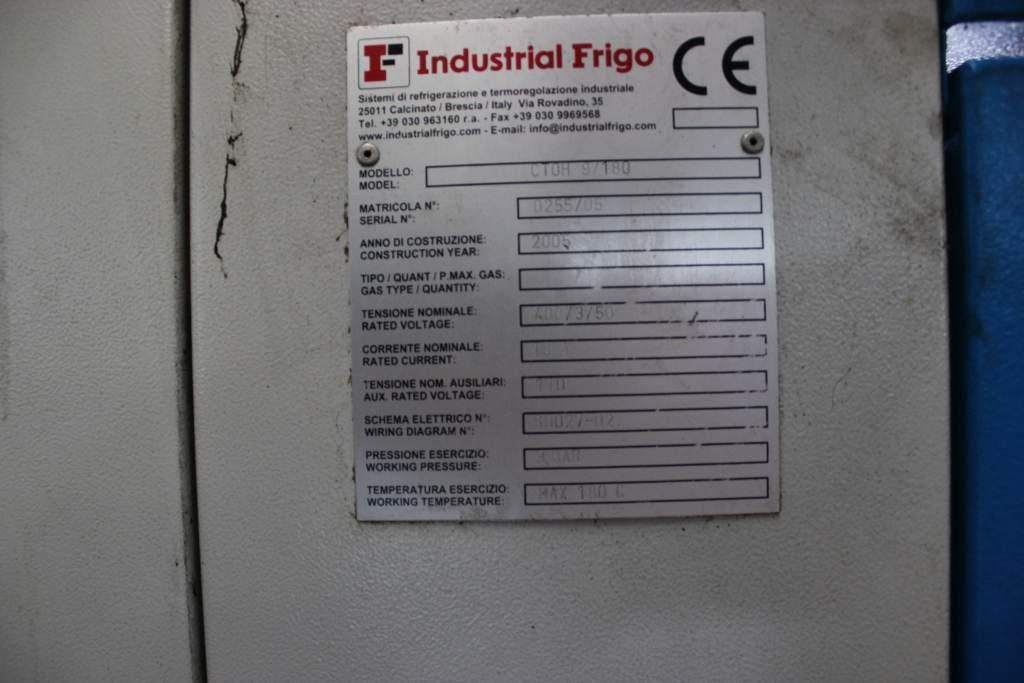 IF Industrial Frigo CE
Sistemi di refrigerazione e termoregolazione industriale
25011 Calcinato / Brescia / Italy Via Rovadino, 35
Tel. +39 030 963160 r.a. - Fax +39 030 9969568
www.industrialfrigo.com - E-mail: info@industrialfrigo.com
MODELLO:
MODEL:
CTOH 9/180
MATRICOLA N°:
SERIAL N°:
0255/05
ANNO DI COSTRUZIONE:
CONSTRUCTION YEAR:
2005
TIPO / QUANT / P.MAX. GAS:
GAS TYPE / QUANTITY:
TENSIONE NOMINALE:
RATED VOLTAGE:
400/3/50
CORRENTE NOMINALE:
RATED CURRENT:
TENSIONE NOM. AUSILIARI:
AUX. RATED VOLTAGE:
110
SCHEMA ELETTRICO N°:
WIRING DIAGRAM N°:
PRESSIONE ESERCIZIO:
WORKING PRESSURE:
BAR
TEMPERATURA ESERCIZIO:
WORKING TEMPERATURE:
MAX 180 C